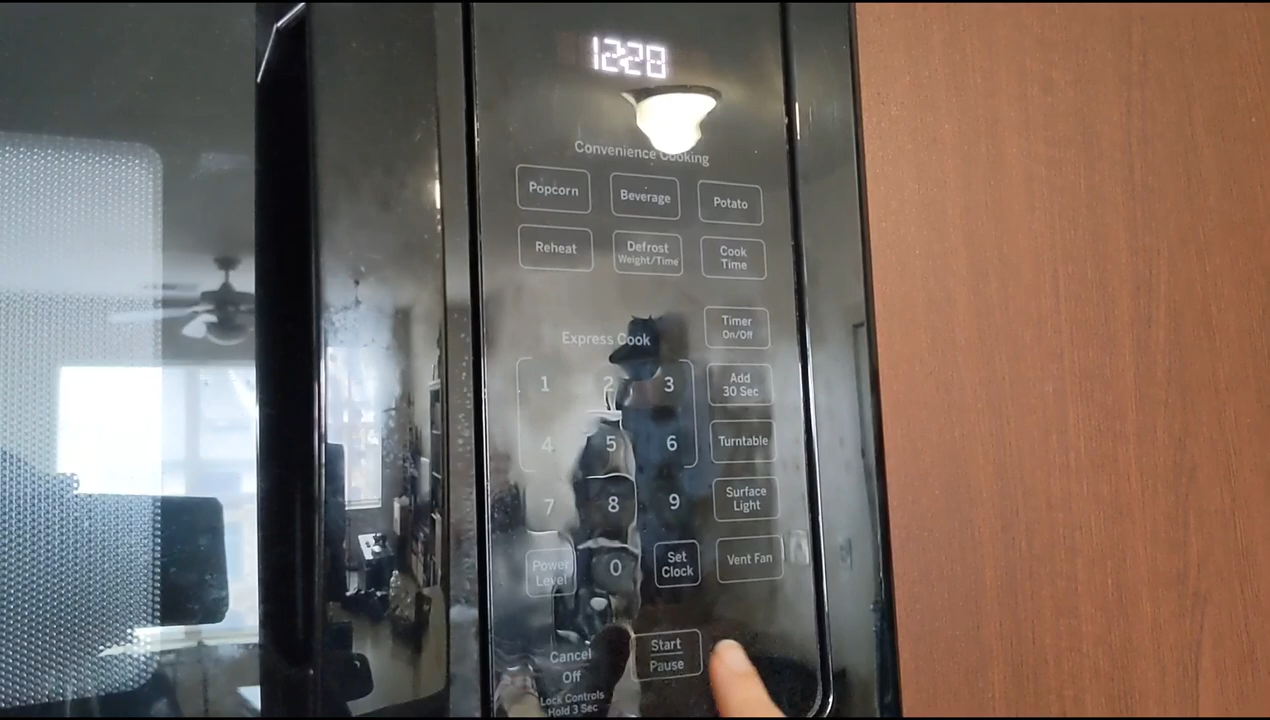 12:28
Convenience Cooking
Popcorn
Beverage
Potato
Reheat
Defrost
Weight/Time
Cook
Time
Timer
On/Off
Express Cook
Add
30 Sec
1 2 3
4 5 6
Turntable
7 8 9
Surface
Light
Power
Level
0
Set
Clock
Vent Fan
Cancel
Off
Start
Pause
Lock Controls
Hold 3 Sec